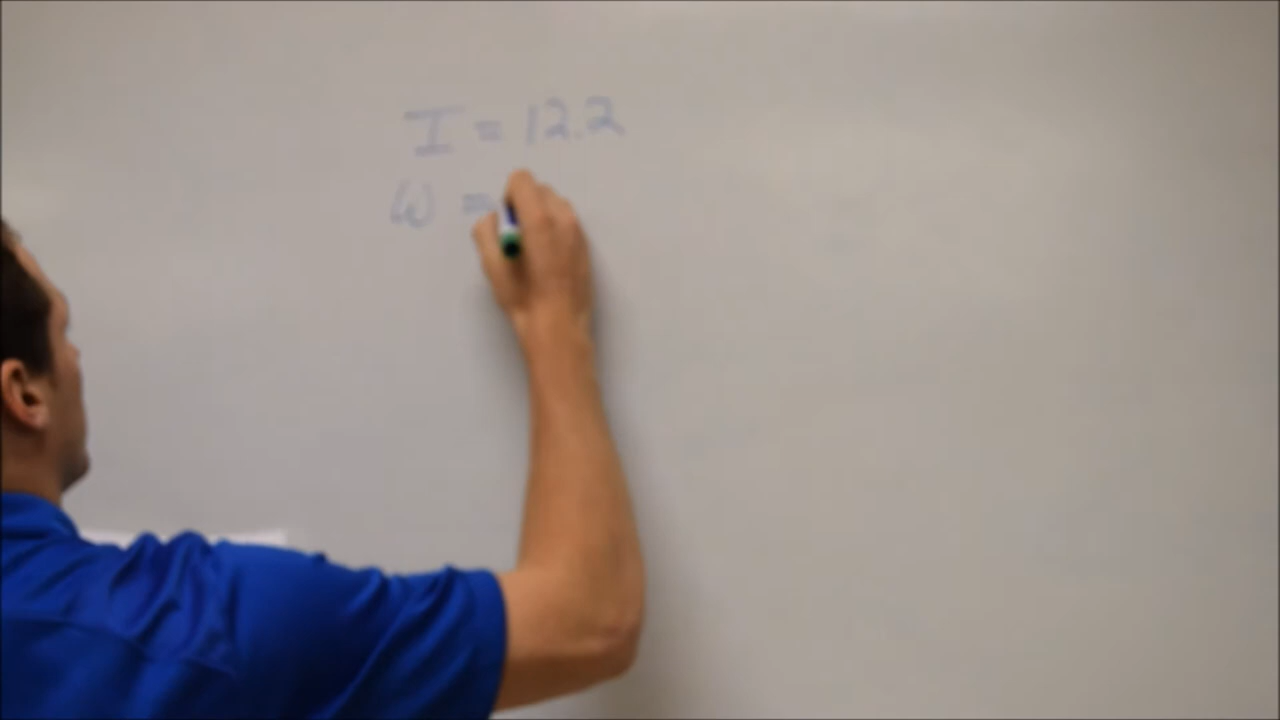 I = 12.2
ω =